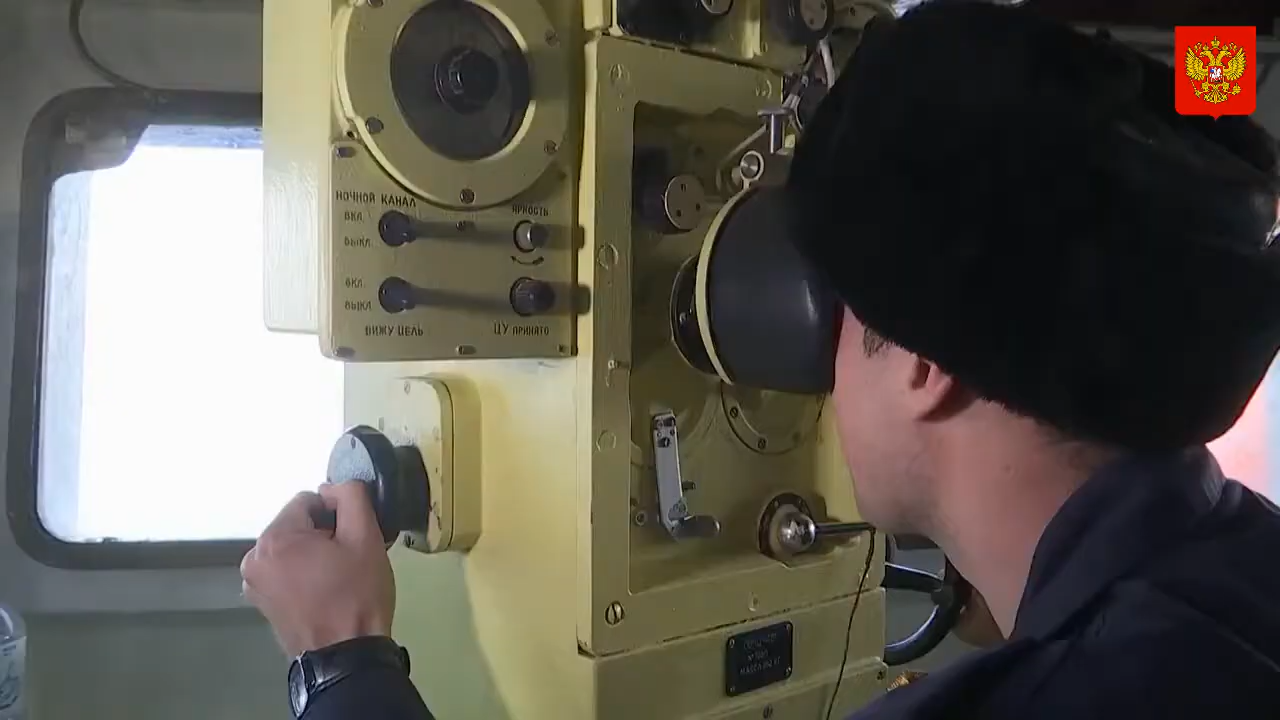 НОЧНОЙ КАНАЛ
ЯРКОСТЬ
ВКЛ.
ВЫКЛ.
ВКЛ.
ВЫКЛ
ВИЖУ ЦЕЛЬ
ЦУ ПРИНЯТО